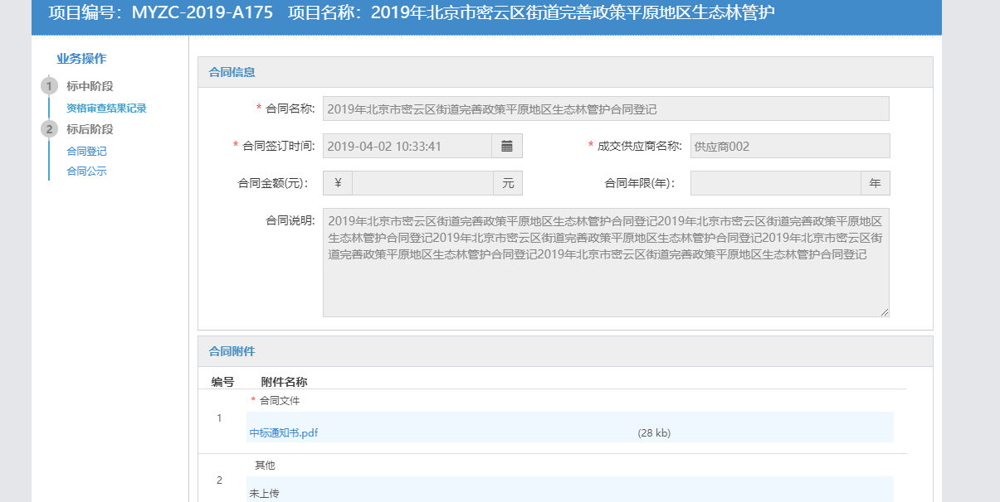 项目编号：MYZC-2019-A175 项目名称：2019年北京市密云区街道完善政策平原地区生态林管护
业务操作
1 标中阶段
资格审查结果记录
2 标后阶段
合同登记
合同公示
合同信息
* 合同名称: 2019年北京市密云区街道完善政策平原地区生态林管护合同登记
* 合同签订时间: 2019-04-02 10:33:41 * 成交供应商名称: 供应商002
合同金额(元)： ¥ 元 合同年限(年)： 年
合同说明: 2019年北京市密云区街道完善政策平原地区生态林管护合同登记2019年北京市密云区街道完善政策平原地区
生态林管护合同登记2019年北京市密云区街道完善政策平原地区生态林管护合同登记2019年北京市密云区街
道完善政策平原地区生态林管护合同登记2019年北京市密云区街道完善政策平原地区生态林管护合同登记
合同附件
编号 附件名称
* 合同文件
1
中标通知书.pdf (28 kb)
其他
2
未上传